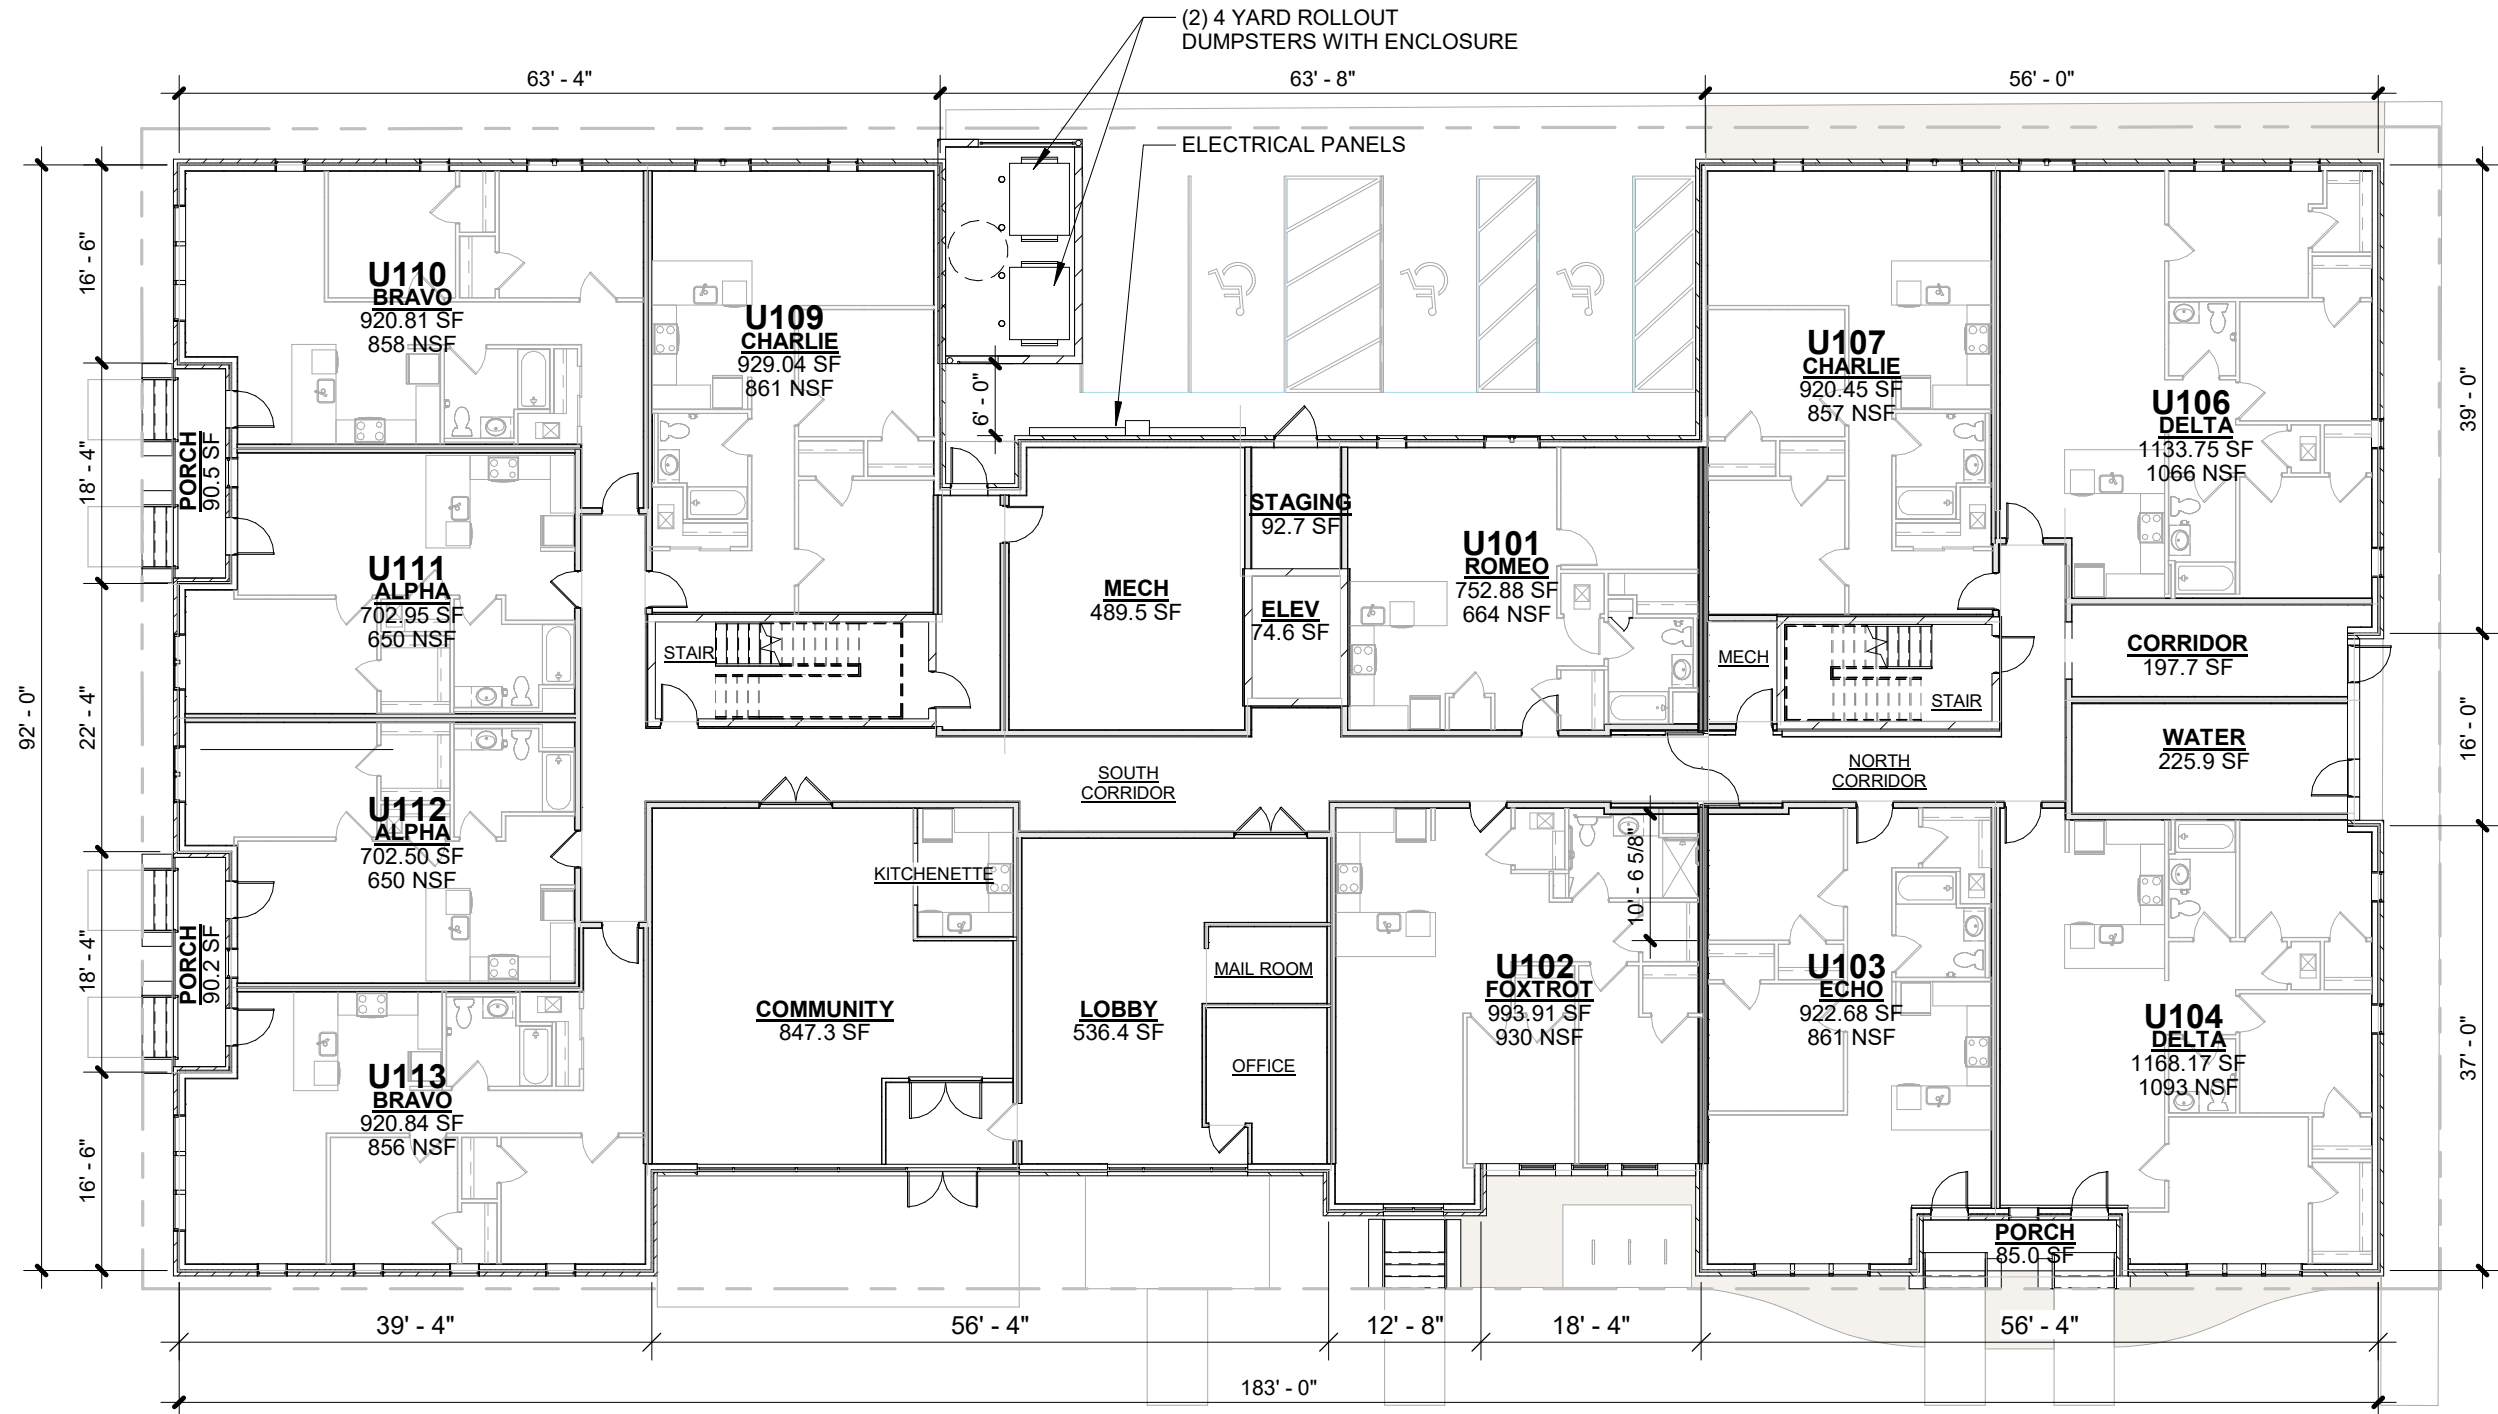 (2) 4 YARD ROLLOUT
DUMPSTERS WITH ENCLOSURE
63' - 4"
63' - 8"
56' - 0"
ELECTRICAL PANELS
16' - 6"
18' - 4"
22' - 4"
18' - 4"
16' - 6"
92' - 0"
6' - 0"
39' - 0"
16' - 0"
37' - 0"
U110
BRAVO
920.81 SF
858 NSF
U109
CHARLIE
929.04 SF
861 NSF
U107
CHARLIE
920.45 SF
857 NSF
U106
DELTA
1133.75 SF
1066 NSF
PORCH
90.5 SF
U111
ALPHA
702.95 SF
650 NSF
STAGING
92.7 SF
MECH
489.5 SF
ELEV
74.6 SF
U101
ROMEO
752.88 SF
664 NSF
STAIR
MECH
STAIR
CORRIDOR
197.7 SF
WATER
225.9 SF
SOUTH
CORRIDOR
NORTH
CORRIDOR
U112
ALPHA
702.50 SF
650 NSF
KITCHENETTE
10' - 6 5/8"
PORCH
90.2 SF
MAIL ROOM
COMMUNITY
847.3 SF
LOBBY
536.4 SF
OFFICE
U102
FOXTROT
993.91 SF
930 NSF
U103
ECHO
922.68 SF
861 NSF
U104
DELTA
1168.17 SF
1093 NSF
U113
BRAVO
920.84 SF
856 NSF
PORCH
85.0 SF
39' - 4"
56' - 4"
12' - 8"
18' - 4"
56' - 4"
183' - 0"